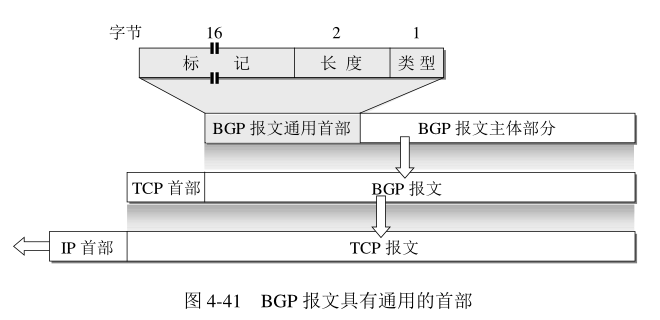 字节 16 2 1
标 记 长 度 类 型
BGP 报文通用首部 BGP 报文主体部分
TCP 首部 BGP 报文
IP 首部 TCP 报文
图 4-41 BGP 报文具有通用的首部